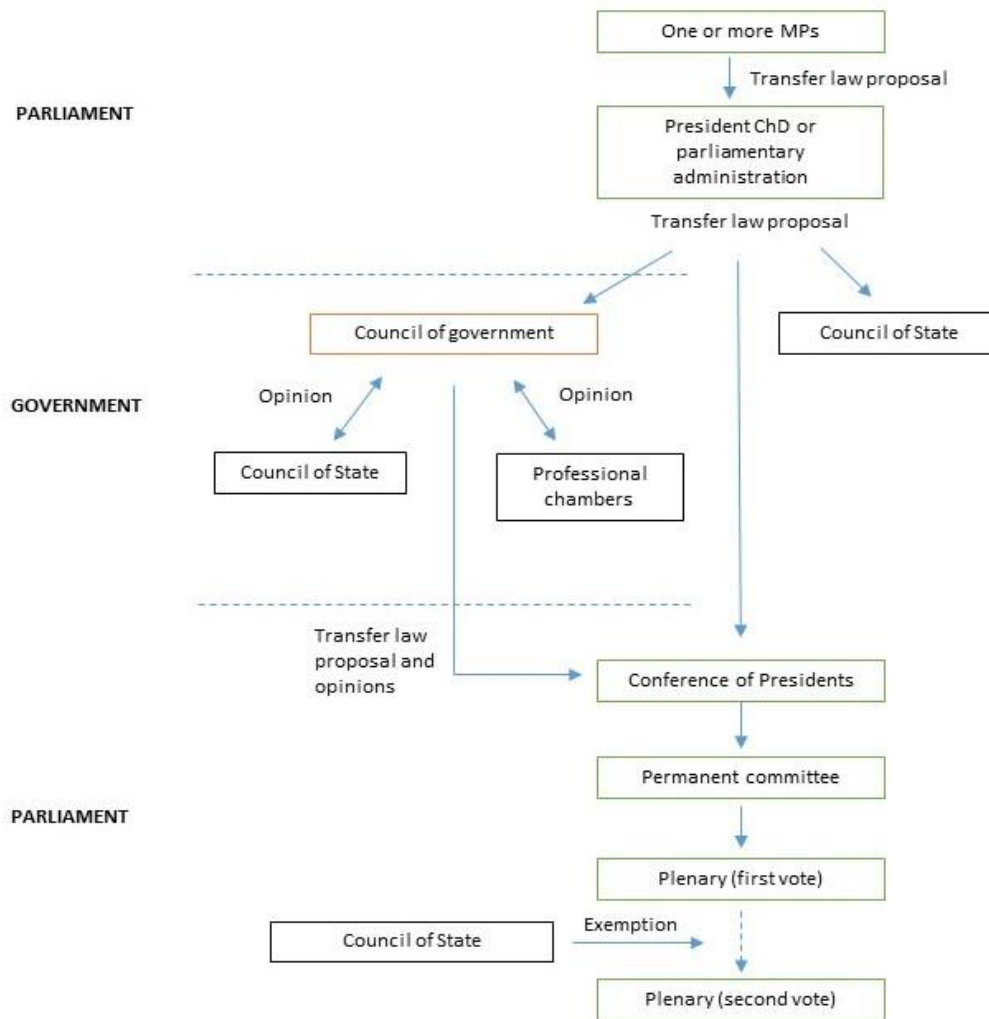 One or more MPs
Transfer law proposal
PARLIAMENT
President ChD or
parliamentary
administration
Transfer law proposal
Council of government
Council of State
Opinion
Opinion
GOVERNMENT
Council of State
Professional
chambers
Transfer law
proposal and
opinions
Conference of Presidents
Permanent committee
PARLIAMENT
Plenary (first vote)
Exemption
Council of State
Plenary (second vote)